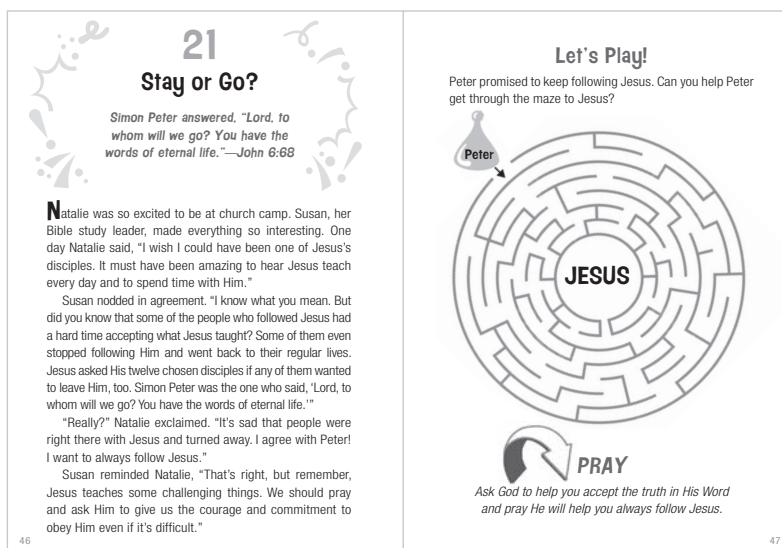 21
Stay or Go?
Simon Peter answered, “Lord, to
whom will we go? You have the
words of eternal life.”—John 6:68
Natalie was so excited to be at church camp. Susan, her
Bible study leader, made everything so interesting. One
day Natalie said, “I wish I could have been one of Jesus’s
disciples. It must have been amazing to hear Jesus teach
every day and to spend time with Him.”
Susan nodded in agreement. “I know what you mean. But
did you know that some of the people who followed Jesus had
a hard time accepting what Jesus taught? Some of them even
stopped following Him and went back to their regular lives.
Jesus asked His twelve chosen disciples if any of them wanted
to leave Him, too. Simon Peter was the one who said, ‘Lord, to
whom will we go? You have the words of eternal life.’”
“Really?” Natalie exclaimed. “It’s sad that people were
right there with Jesus and turned away. I agree with Peter!
I want to always follow Jesus.”
Susan reminded Natalie, “That’s right, but remember,
Jesus teaches some challenging things. We should pray
and ask Him to give us the courage and commitment to
obey Him even if it’s difficult.”
46
Let’s Play!
Peter promised to keep following Jesus. Can you help Peter
get through the maze to Jesus?
Peter
JESUS
PRAY
Ask God to help you accept the truth in His Word
and pray He will help you always follow Jesus.
47